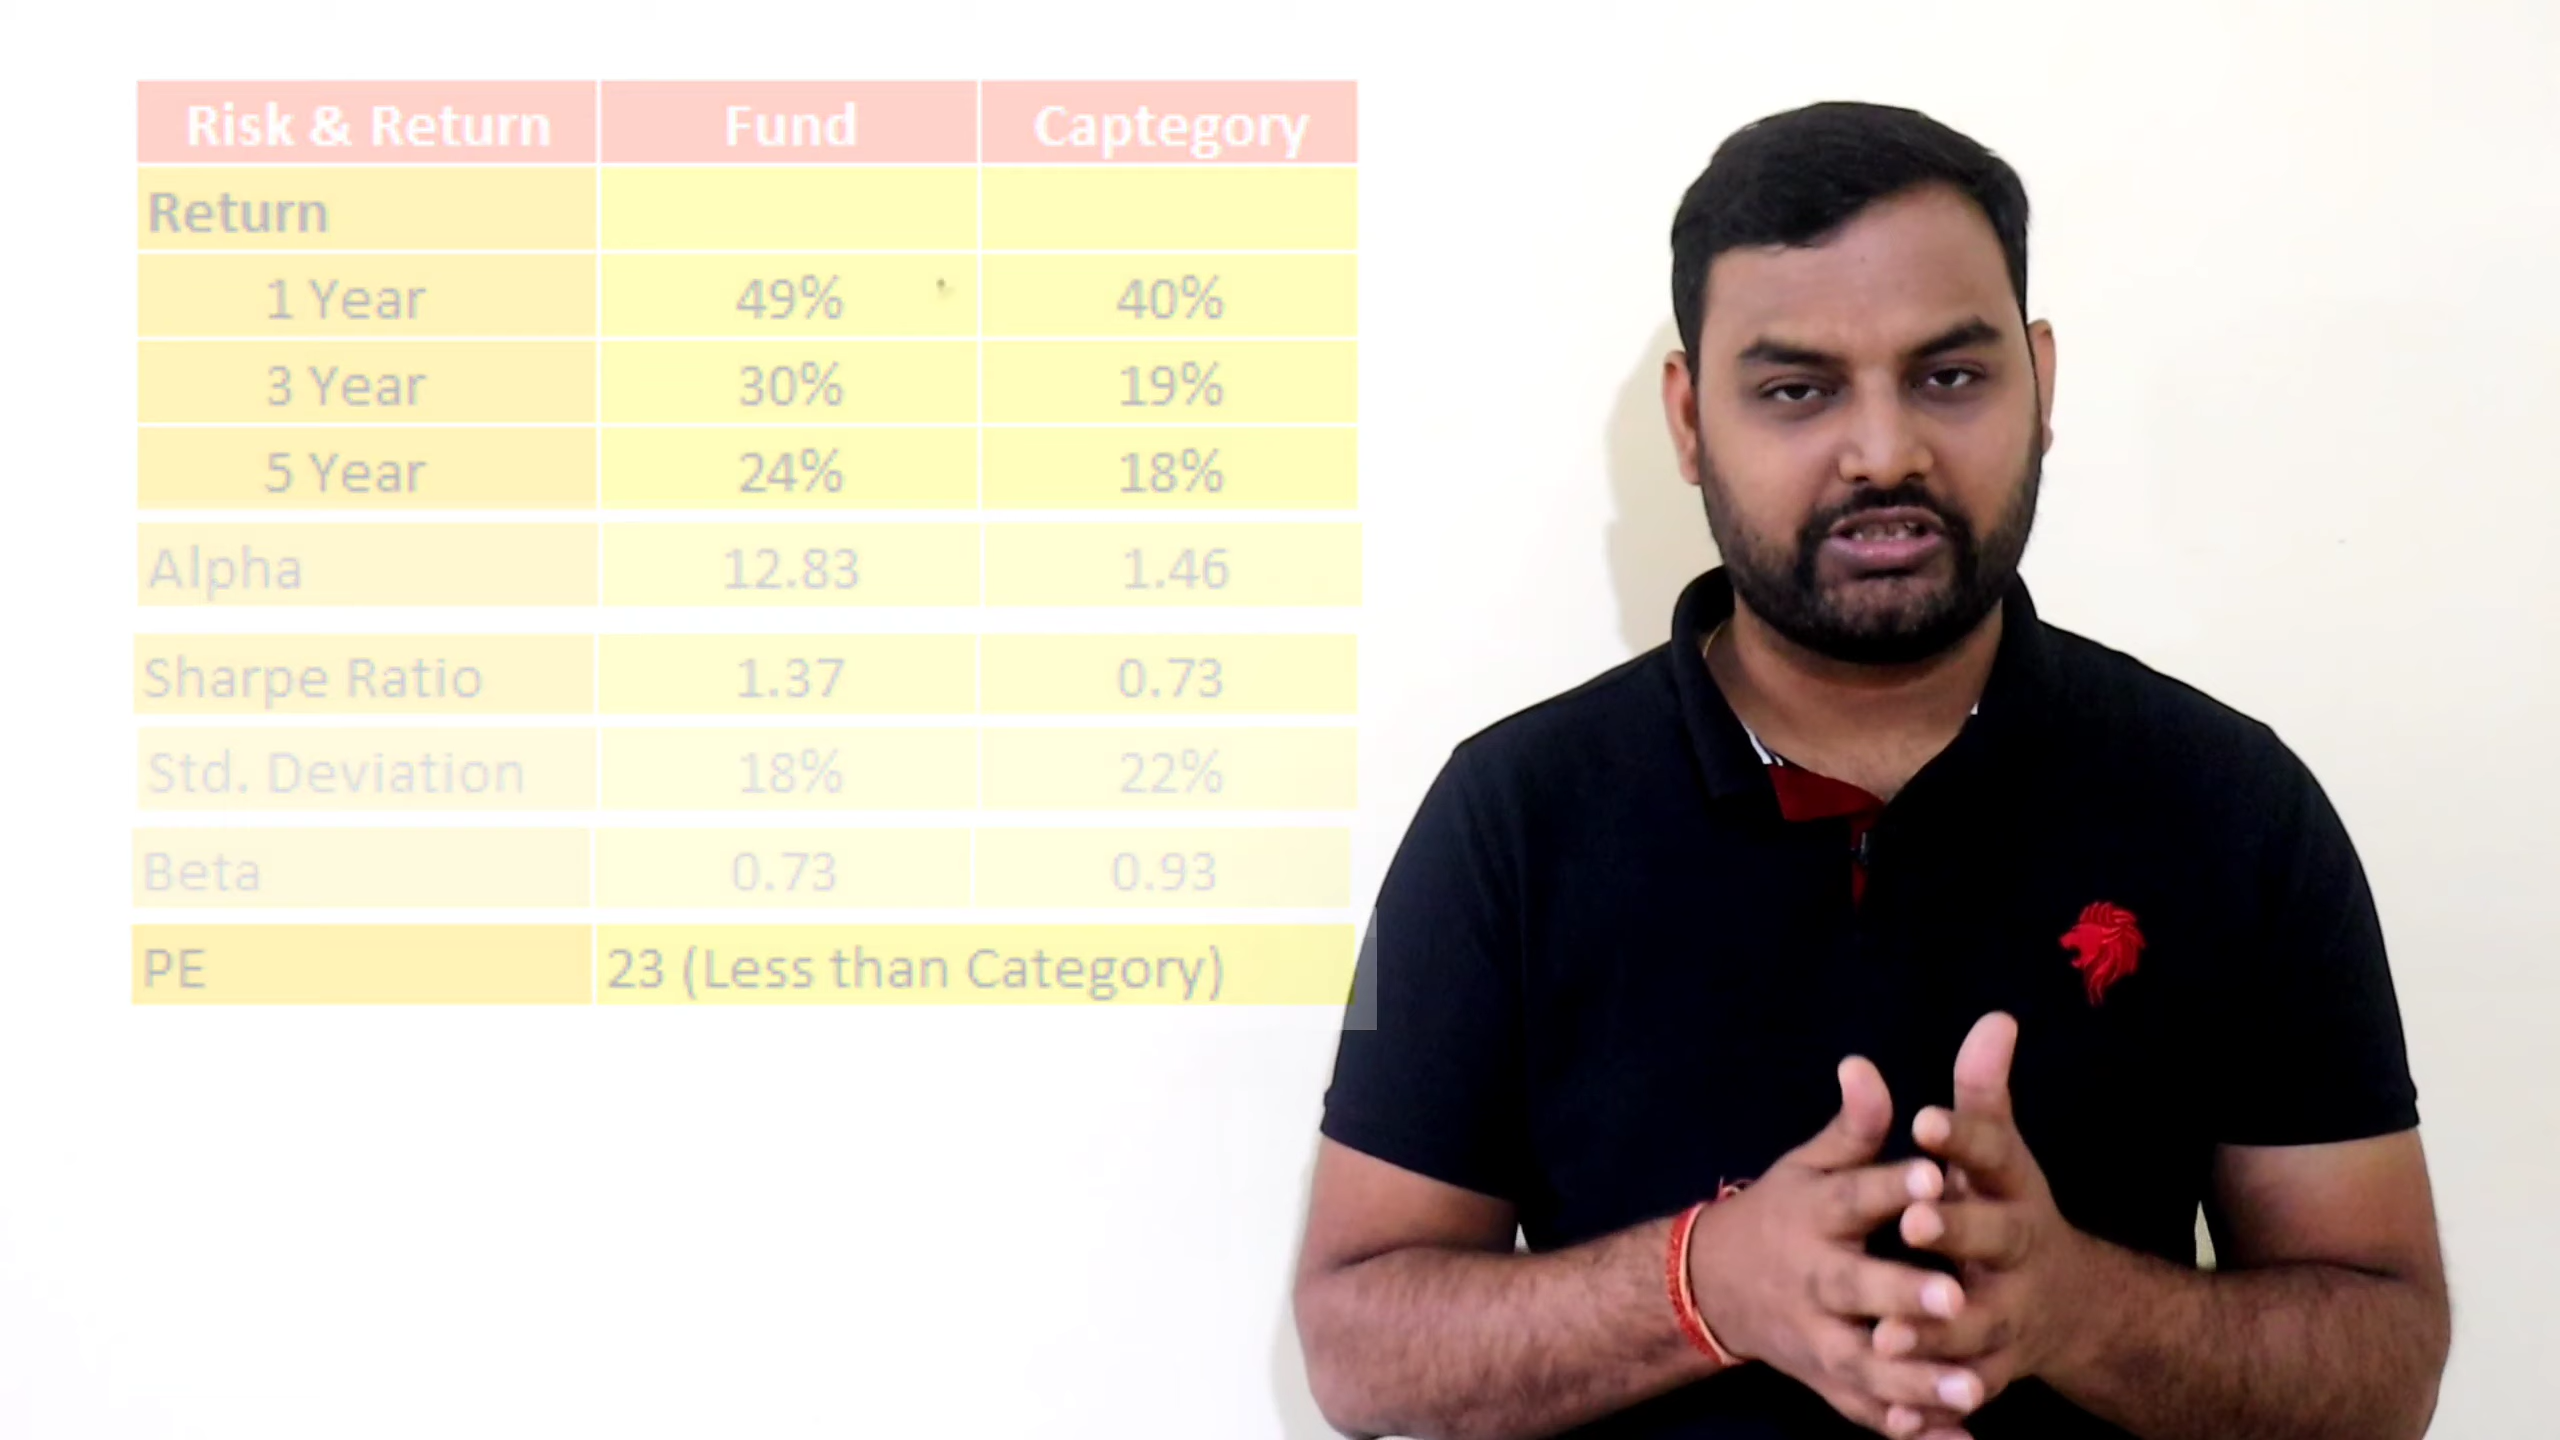 Risk & Return Fund Captegory
Return
1 Year 49% 40%
3 Year 30% 19%
5 Year 24% 18%
Alpha 12.83 1.46
Sharpe Ratio 1.37 0.73
Std. Deviation 18% 22%
Beta 0.73 0.93
PE 23 (Less than Category)